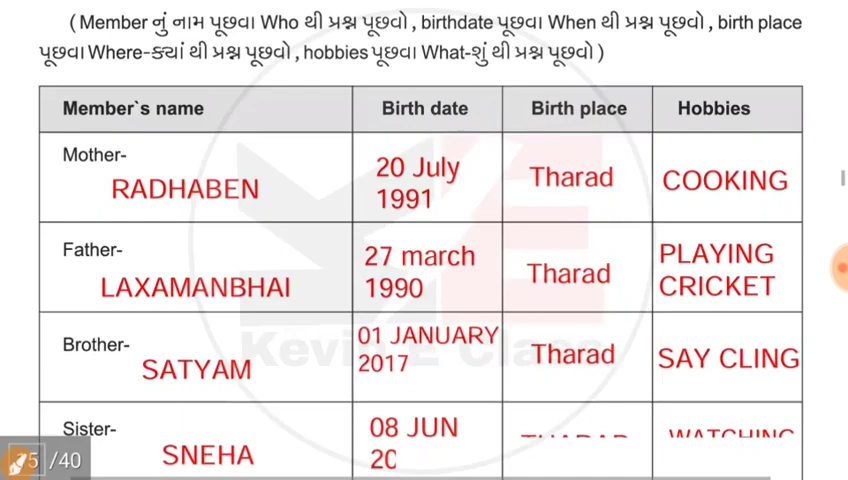 ( Member નું નામ પૂછવા Who થી પ્રશ્ન પૂછવો , birthdate પૂછવા When થી પ્રશ્ન પૂછવો , birth place
પૂછવા Where-ક્યાં થી પ્રશ્ન પૂછવો , hobbies પૂછવા What-શું થી પ્રશ્ન પૂછવો )
Member`s name Birth date Birth place Hobbies
Mother-
RADHABEN
20 July
1991
Tharad
COOKING
Father-
LAXAMANBHAI
27 march
1990
Tharad
PLAYING
CRICKET
Brother-
SATYAM
01 JANUARY
2017
Tharad
SAY CLING
Sister-
SNEHA
08 JUN
20
WATCHING
/40